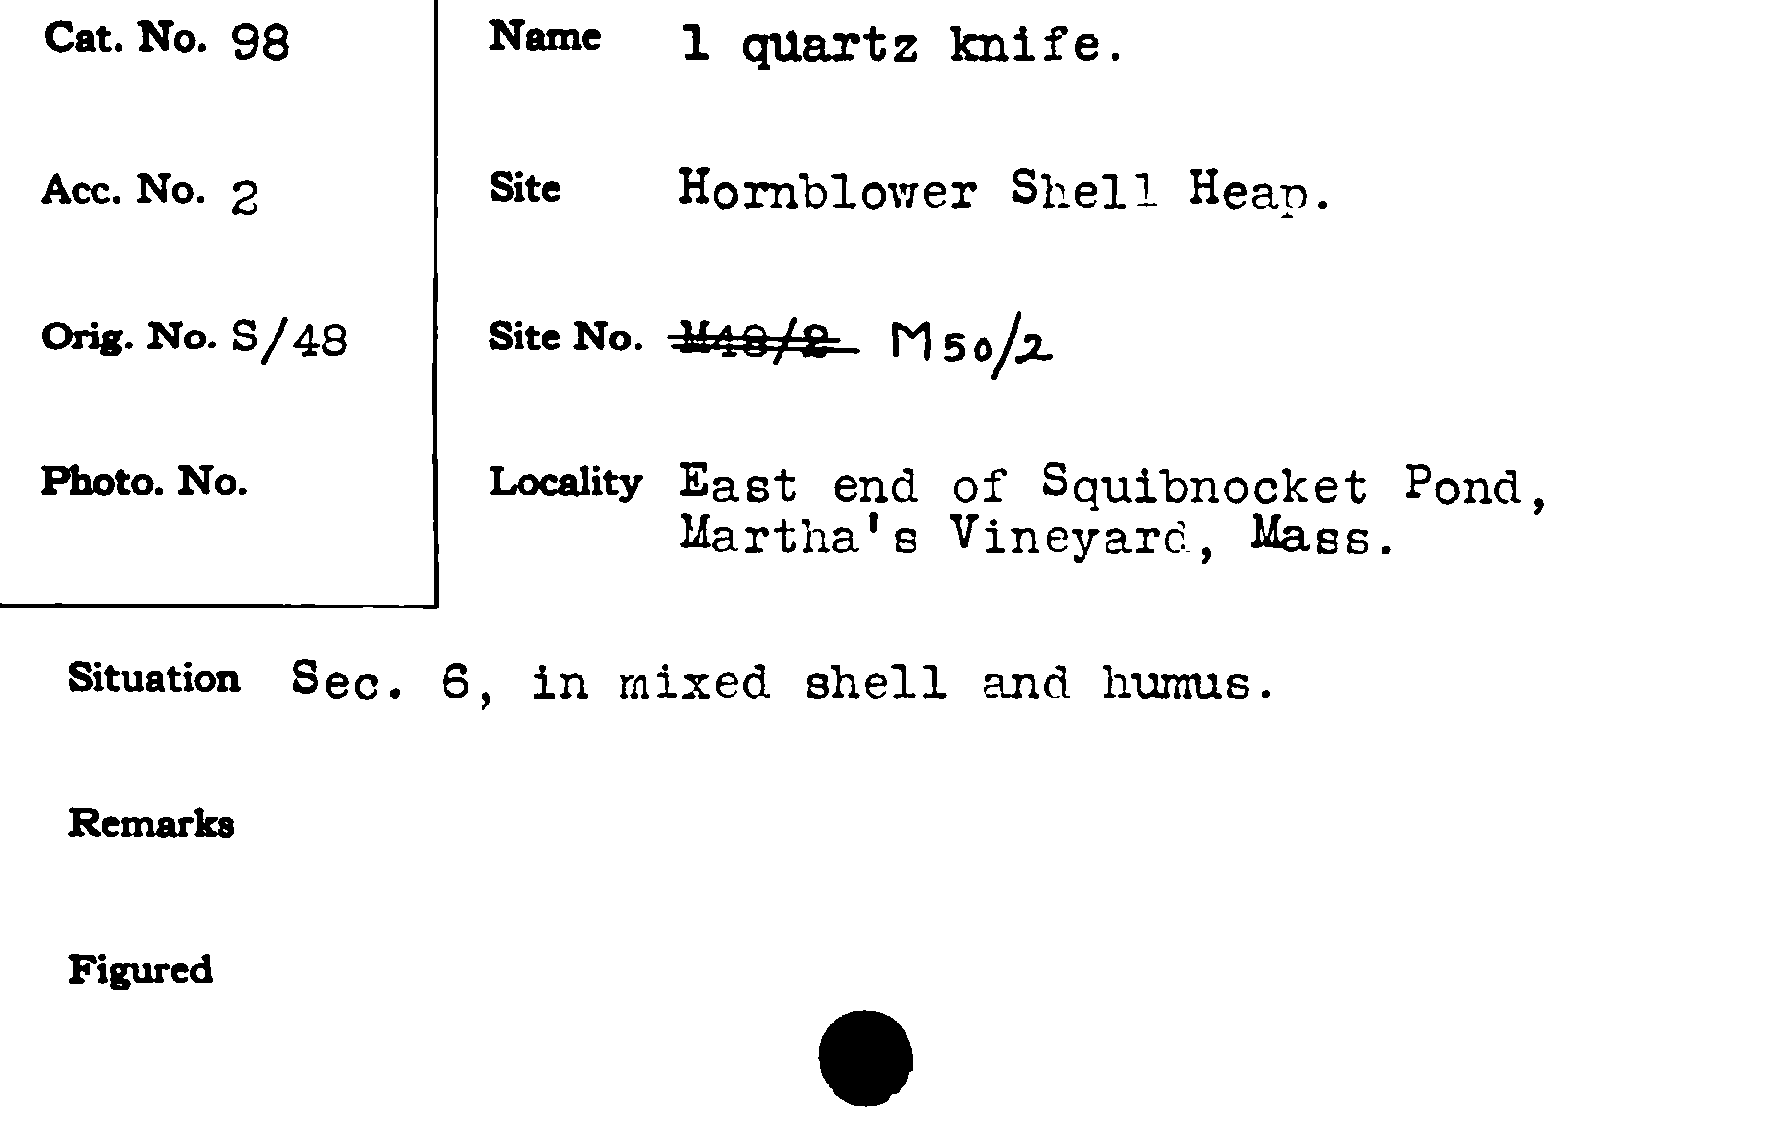 Cat. No. 98
Name 1 quartz knife.
Acc. No. 2
Site Hornblower Shell Heap.
Orig. No. S/48
Site No. M48/2 M50/2
Photo. No.
Locality East end of Squibnocket Pond,
Martha's Vineyard, Mass.
Situation Sec. 6, in mixed shell and humus.
Remarks
Figured